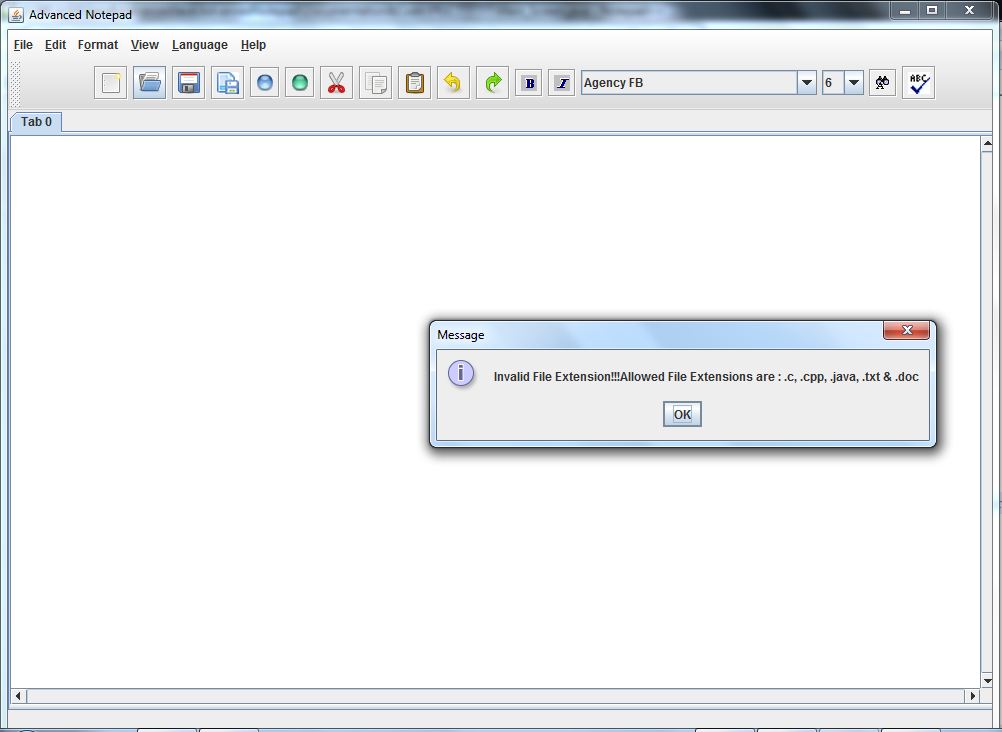 Advanced Notepad
File Edit Format View Language Help
B I Agency FB 6 ABC
Tab 0
Message
Invalid File Extension!!!Allowed File Extensions are : .c, .cpp, .java, .txt & .doc
OK